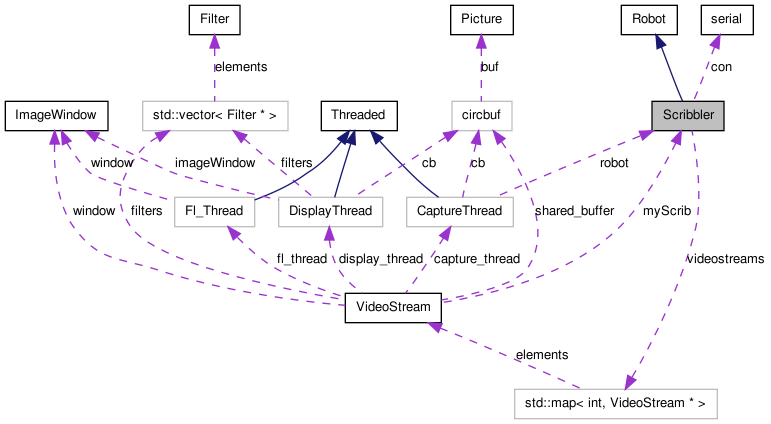 Filter
Picture
Robot
serial
elements
buf
con
ImageWindow
std::vector< Filter * >
Threaded
circbuf
Scribbler
window
imageWindow
filters
cb
cb
robot
Fl_Thread
DisplayThread
CaptureThread
window
filters
shared_buffer
myScrib
fl_thread
display_thread
capture_thread
videostreams
VideoStream
elements
std::map< int, VideoStream * >